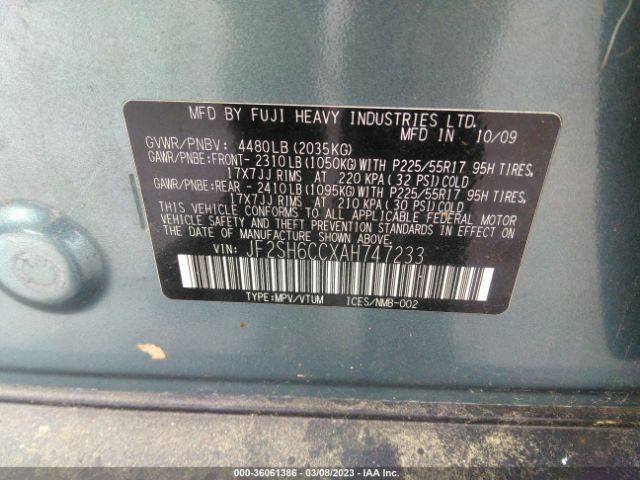 MFD BY FUJI HEAVY INDUSTRIES LTD.
MFD IN 10/09
GVWR/PNBV: 4480LB(2035KG)
GAWR/PNBE:FRONT- 2310LB(1050KG)WITH P225/55R17 95H TIRES,
17X7JJ RIMS AT 220 KPA(32 PSI)COLD
GAWR/PNBE:REAR - 2410LB(1095KG)WITH P225/55R17 95H TIRES,
17X7JJ RIMS AT 210 KPA(30 PSI)COLD
THIS VEHICLE CONFORMS TO ALL APPLICABLE FEDERAL MOTOR
VEHICLE SAFETY AND THEFT PREVENTION STANDARDS IN EFFECT ON
THE DATE OF MANUFACTURE SHOWN ABOVE.
VIN: JF2SH6CCXAH747233
TYPE:MPV/VTUM ICES/NMB-002
000-36061386 - 03/08/2023 - IAA Inc.